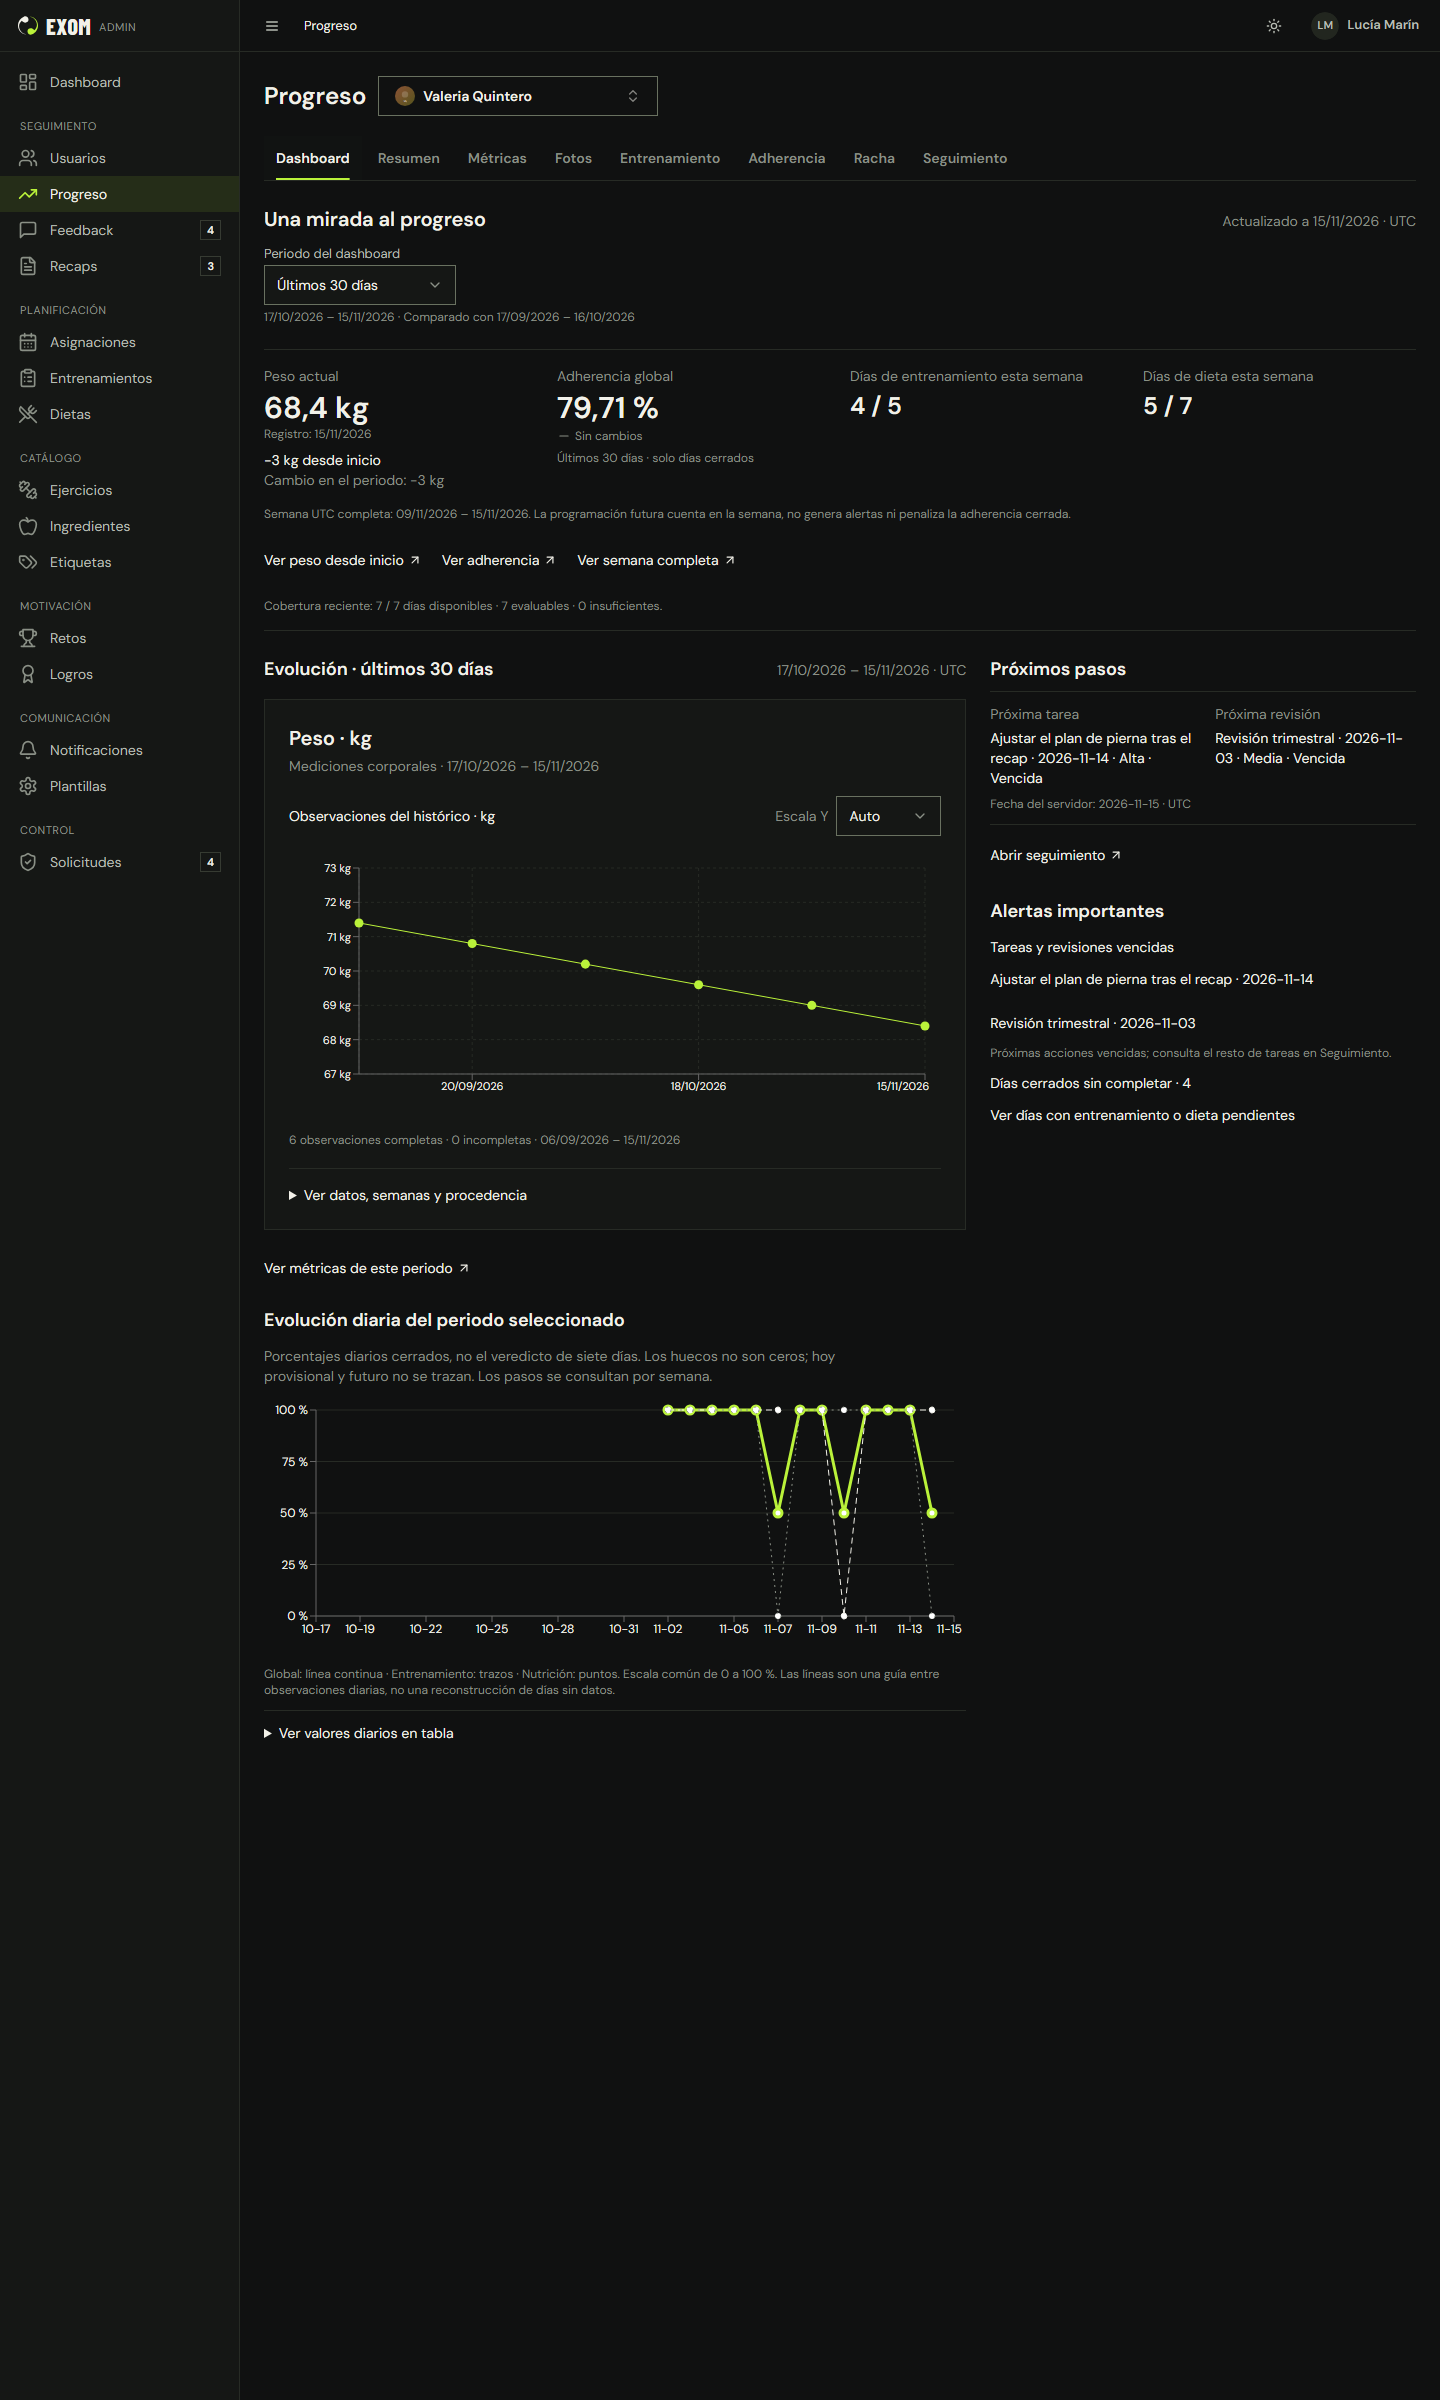 EXOM ADMIN
Progreso
LM Lucía Marín
Dashboard
SEGUIMIENTO
Usuarios
Progreso
Feedback 4
Recaps 3
PLANIFICACIÓN
Asignaciones
Entrenamientos
Dietas
CATÁLOGO
Ejercicios
Ingredientes
Etiquetas
MOTIVACIÓN
Retos
Logros
COMUNICACIÓN
Notificaciones
Plantillas
CONTROL
Solicitudes 4
Progreso Valeria Quintero
Dashboard Resumen Métricas Fotos Entrenamiento Adherencia Racha Seguimiento
Una mirada al progreso
Actualizado a 15/11/2026 · UTC
Periodo del dashboard
Últimos 30 días
17/10/2026 – 15/11/2026 · Comparado con 17/09/2026 – 16/10/2026
Peso actual
68,4 kg
Registro: 15/11/2026
-3 kg desde inicio
Cambio en el periodo: -3 kg
Adherencia global
79,71 %
— Sin cambios
Últimos 30 días · solo días cerrados
Días de entrenamiento esta semana
4 / 5
Días de dieta esta semana
5 / 7
Semana UTC completa: 09/11/2026 – 15/11/2026. La programación futura cuenta en la semana, no genera alertas ni penaliza la adherencia cerrada.
Ver peso desde inicio Ver adherencia Ver semana completa
Cobertura reciente: 7 / 7 días disponibles · 7 evaluables · 0 insuficientes.
Evolución · últimos 30 días
17/10/2026 – 15/11/2026 · UTC
Peso · kg
Mediciones corporales · 17/10/2026 – 15/11/2026
Observaciones del histórico · kg
Escala Y Auto
73 kg
72 kg
71 kg
70 kg
69 kg
68 kg
67 kg
20/09/2026 18/10/2026 15/11/2026
6 observaciones completas · 0 incompletas · 06/09/2026 – 15/11/2026
Ver datos, semanas y procedencia
Ver métricas de este periodo
Evolución diaria del periodo seleccionado
Porcentajes diarios cerrados, no el veredicto de siete días. Los huecos no son ceros; hoy
provisional y futuro no se trazan. Los pasos se consultan por semana.
100 %
75 %
50 %
25 %
0 %
10-17 10-19 10-22 10-25 10-28 10-31 11-02 11-05 11-07 11-09 11-11 11-13 11-15
Global: línea continua · Entrenamiento: trazos · Nutrición: puntos. Escala común de 0 a 100 %. Las líneas son una guía entre
observaciones diarias, no una reconstrucción de días sin datos.
Ver valores diarios en tabla
Próximos pasos
Próxima tarea
Ajustar el plan de pierna tras el
recap · 2026-11-14 · Alta ·
Vencida
Próxima revisión
Revisión trimestral · 2026-11-
03 · Media · Vencida
Fecha del servidor: 2026-11-15 · UTC
Abrir seguimiento
Alertas importantes
Tareas y revisiones vencidas
Ajustar el plan de pierna tras el recap · 2026-11-14
Revisión trimestral · 2026-11-03
Próximas acciones vencidas; consulta el resto de tareas en Seguimiento.
Días cerrados sin completar · 4
Ver días con entrenamiento o dieta pendientes